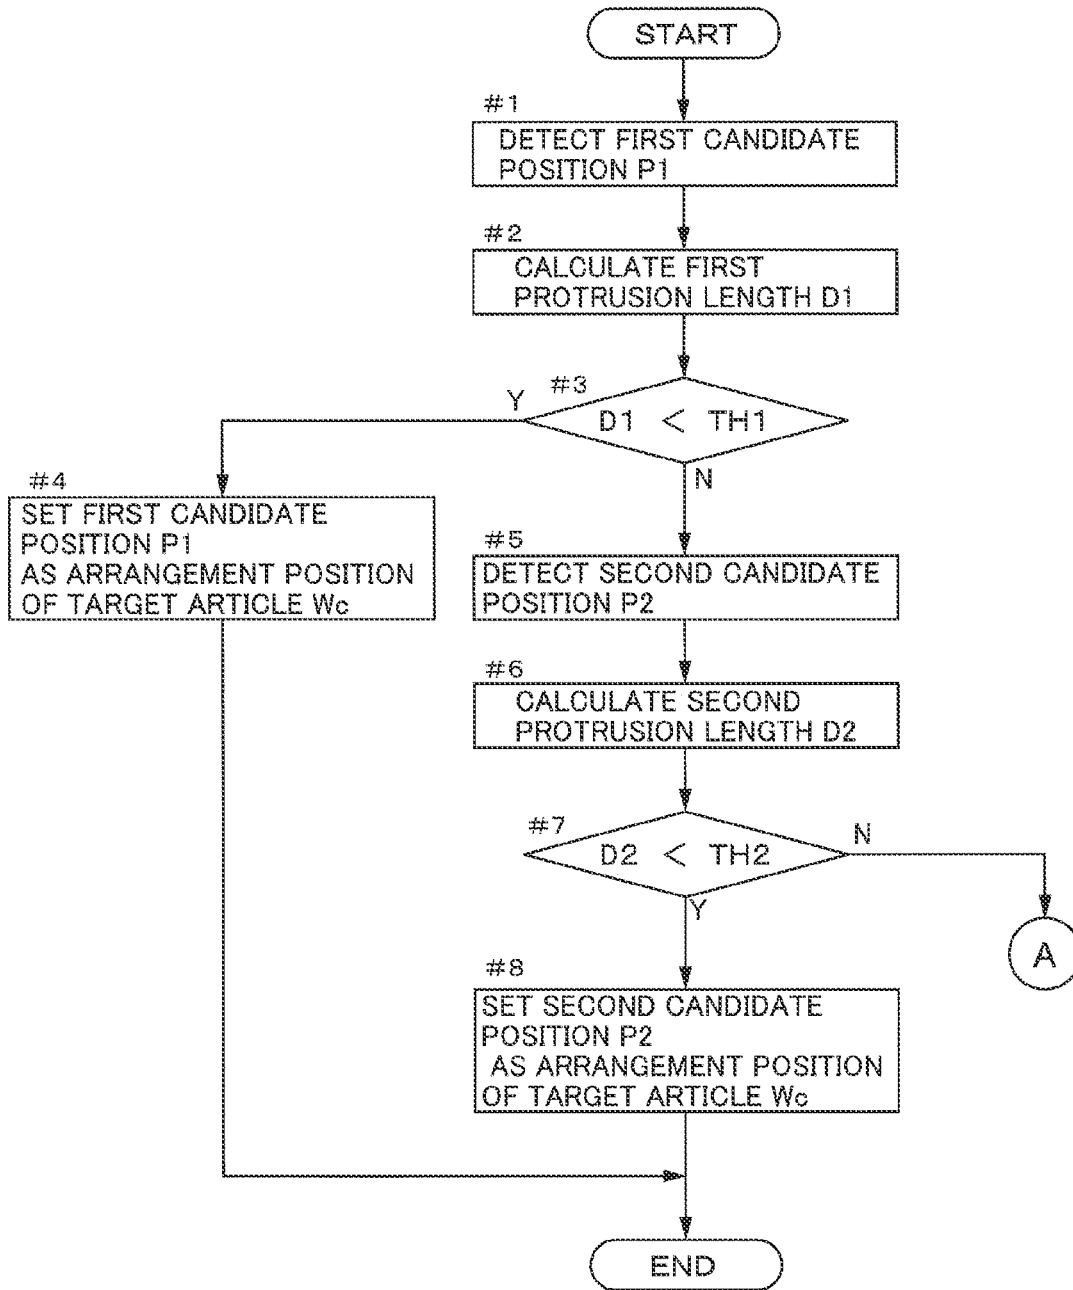 START
#1
DETECT FIRST CANDIDATE
POSITION P1
#2
CALCULATE FIRST
PROTRUSION LENGTH D1
#3
D1 < TH1
Y
N
#4
SET FIRST CANDIDATE
POSITION P1
AS ARRANGEMENT POSITION
OF TARGET ARTICLE Wc
#5
DETECT SECOND CANDIDATE
POSITION P2
#6
CALCULATE SECOND
PROTRUSION LENGTH D2
#7
D2 < TH2
N
Y
A
#8
SET SECOND CANDIDATE
POSITION P2
AS ARRANGEMENT POSITION
OF TARGET ARTICLE Wc
END